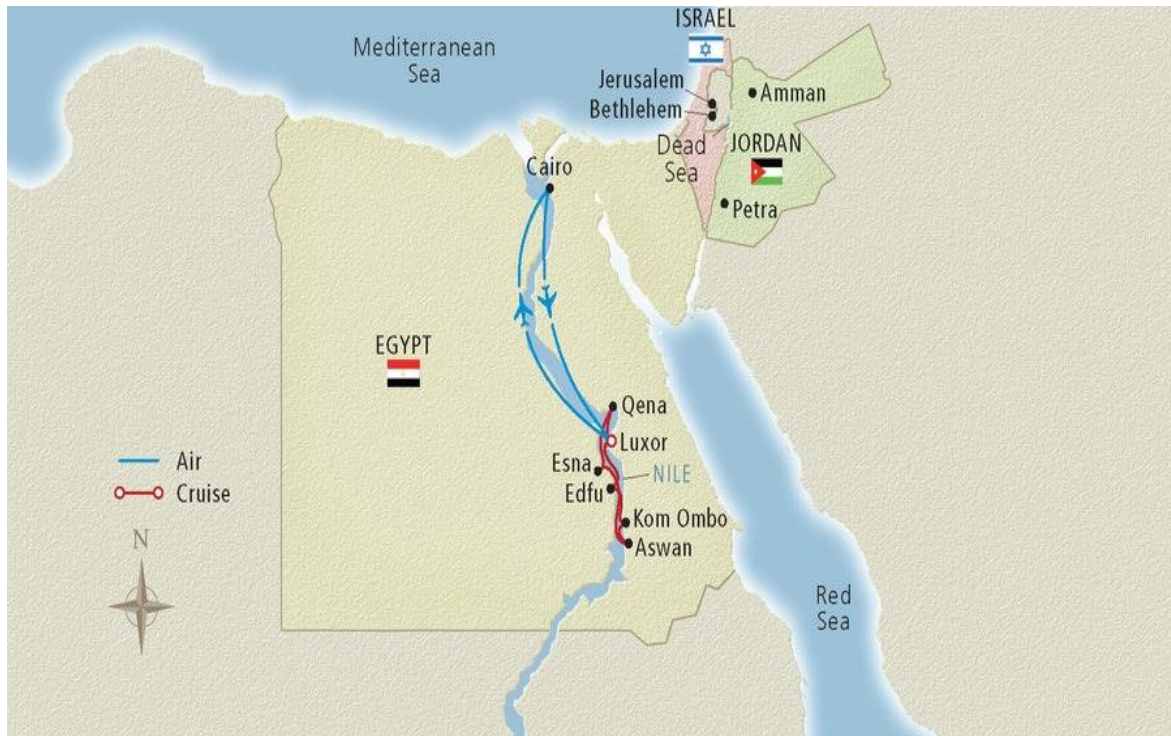 ISRAEL
Mediterranean
Sea
Jerusalem
Bethlehem
Amman
Dead
Sea
JORDAN
Cairo
Petra
EGYPT
Qena
Luxor
Esna
NILE
Edfu
Kom Ombo
Aswan
Air
Cruise
N
Red
Sea